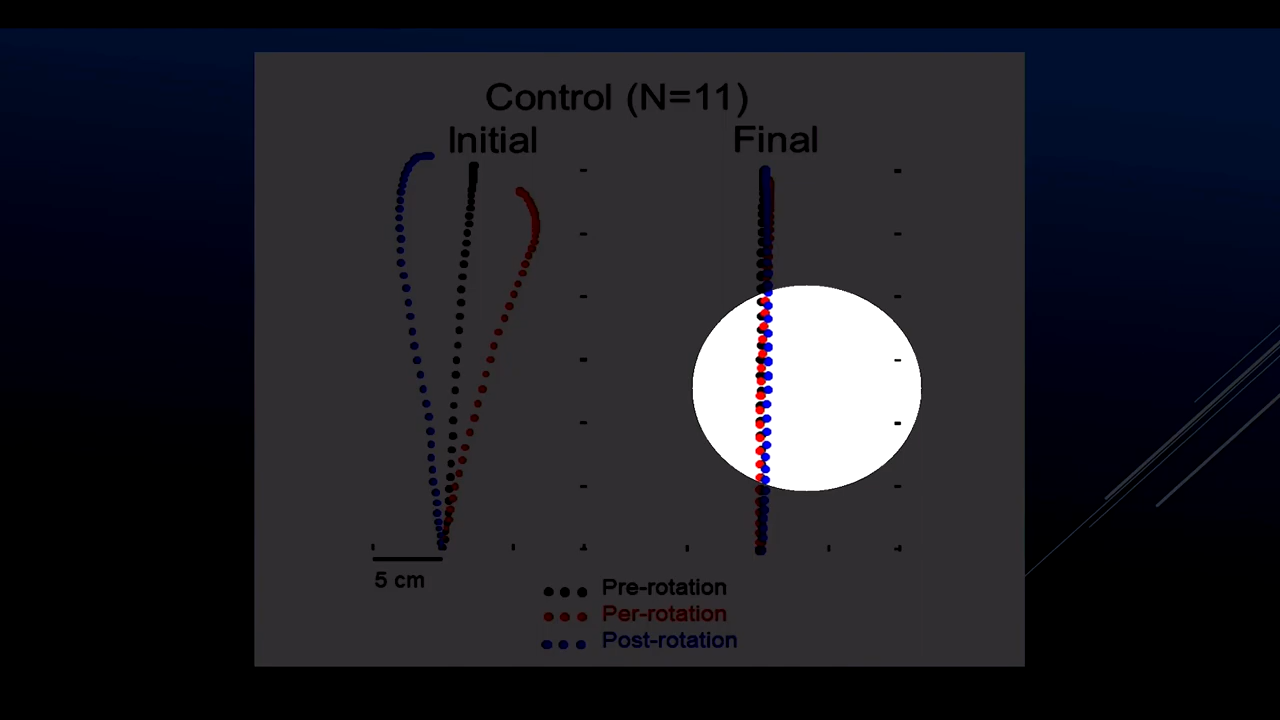 Control (N=11)
Initial
Final
5 cm
Pre-rotation
Per-rotation
Post-rotation